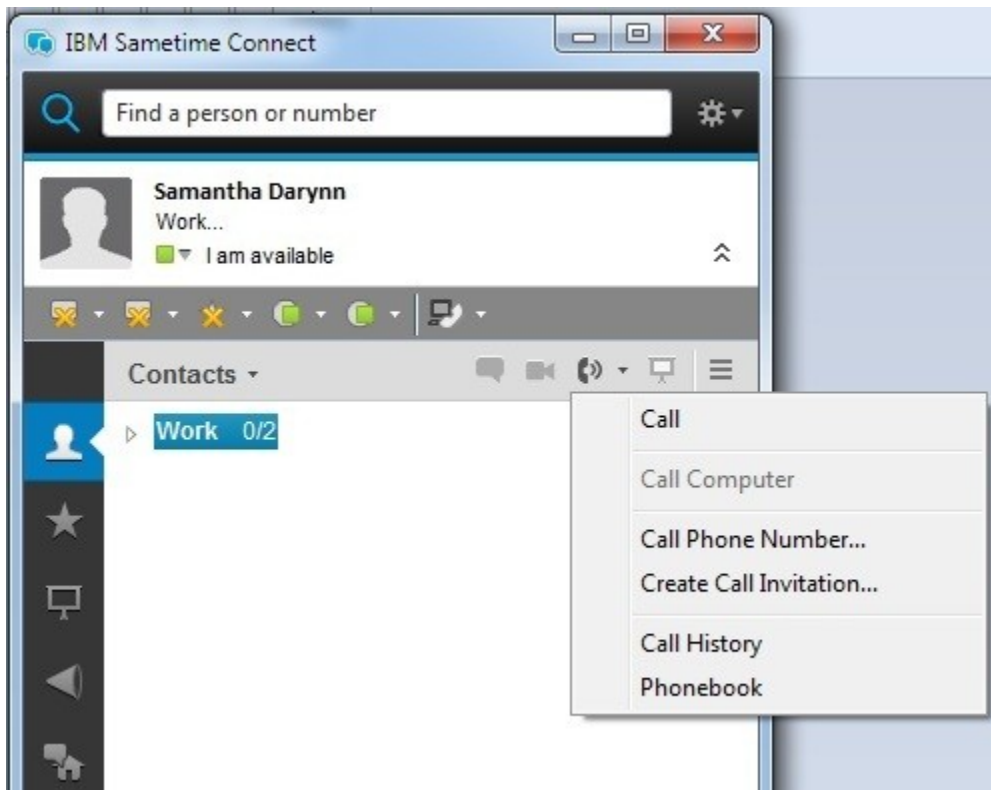 IBM Sametime Connect
Find a person or number
Samantha Darynn
Work...
I am available
Contacts
Work 0/2
Call
Call Computer
Call Phone Number...
Create Call Invitation...
Call History
Phonebook